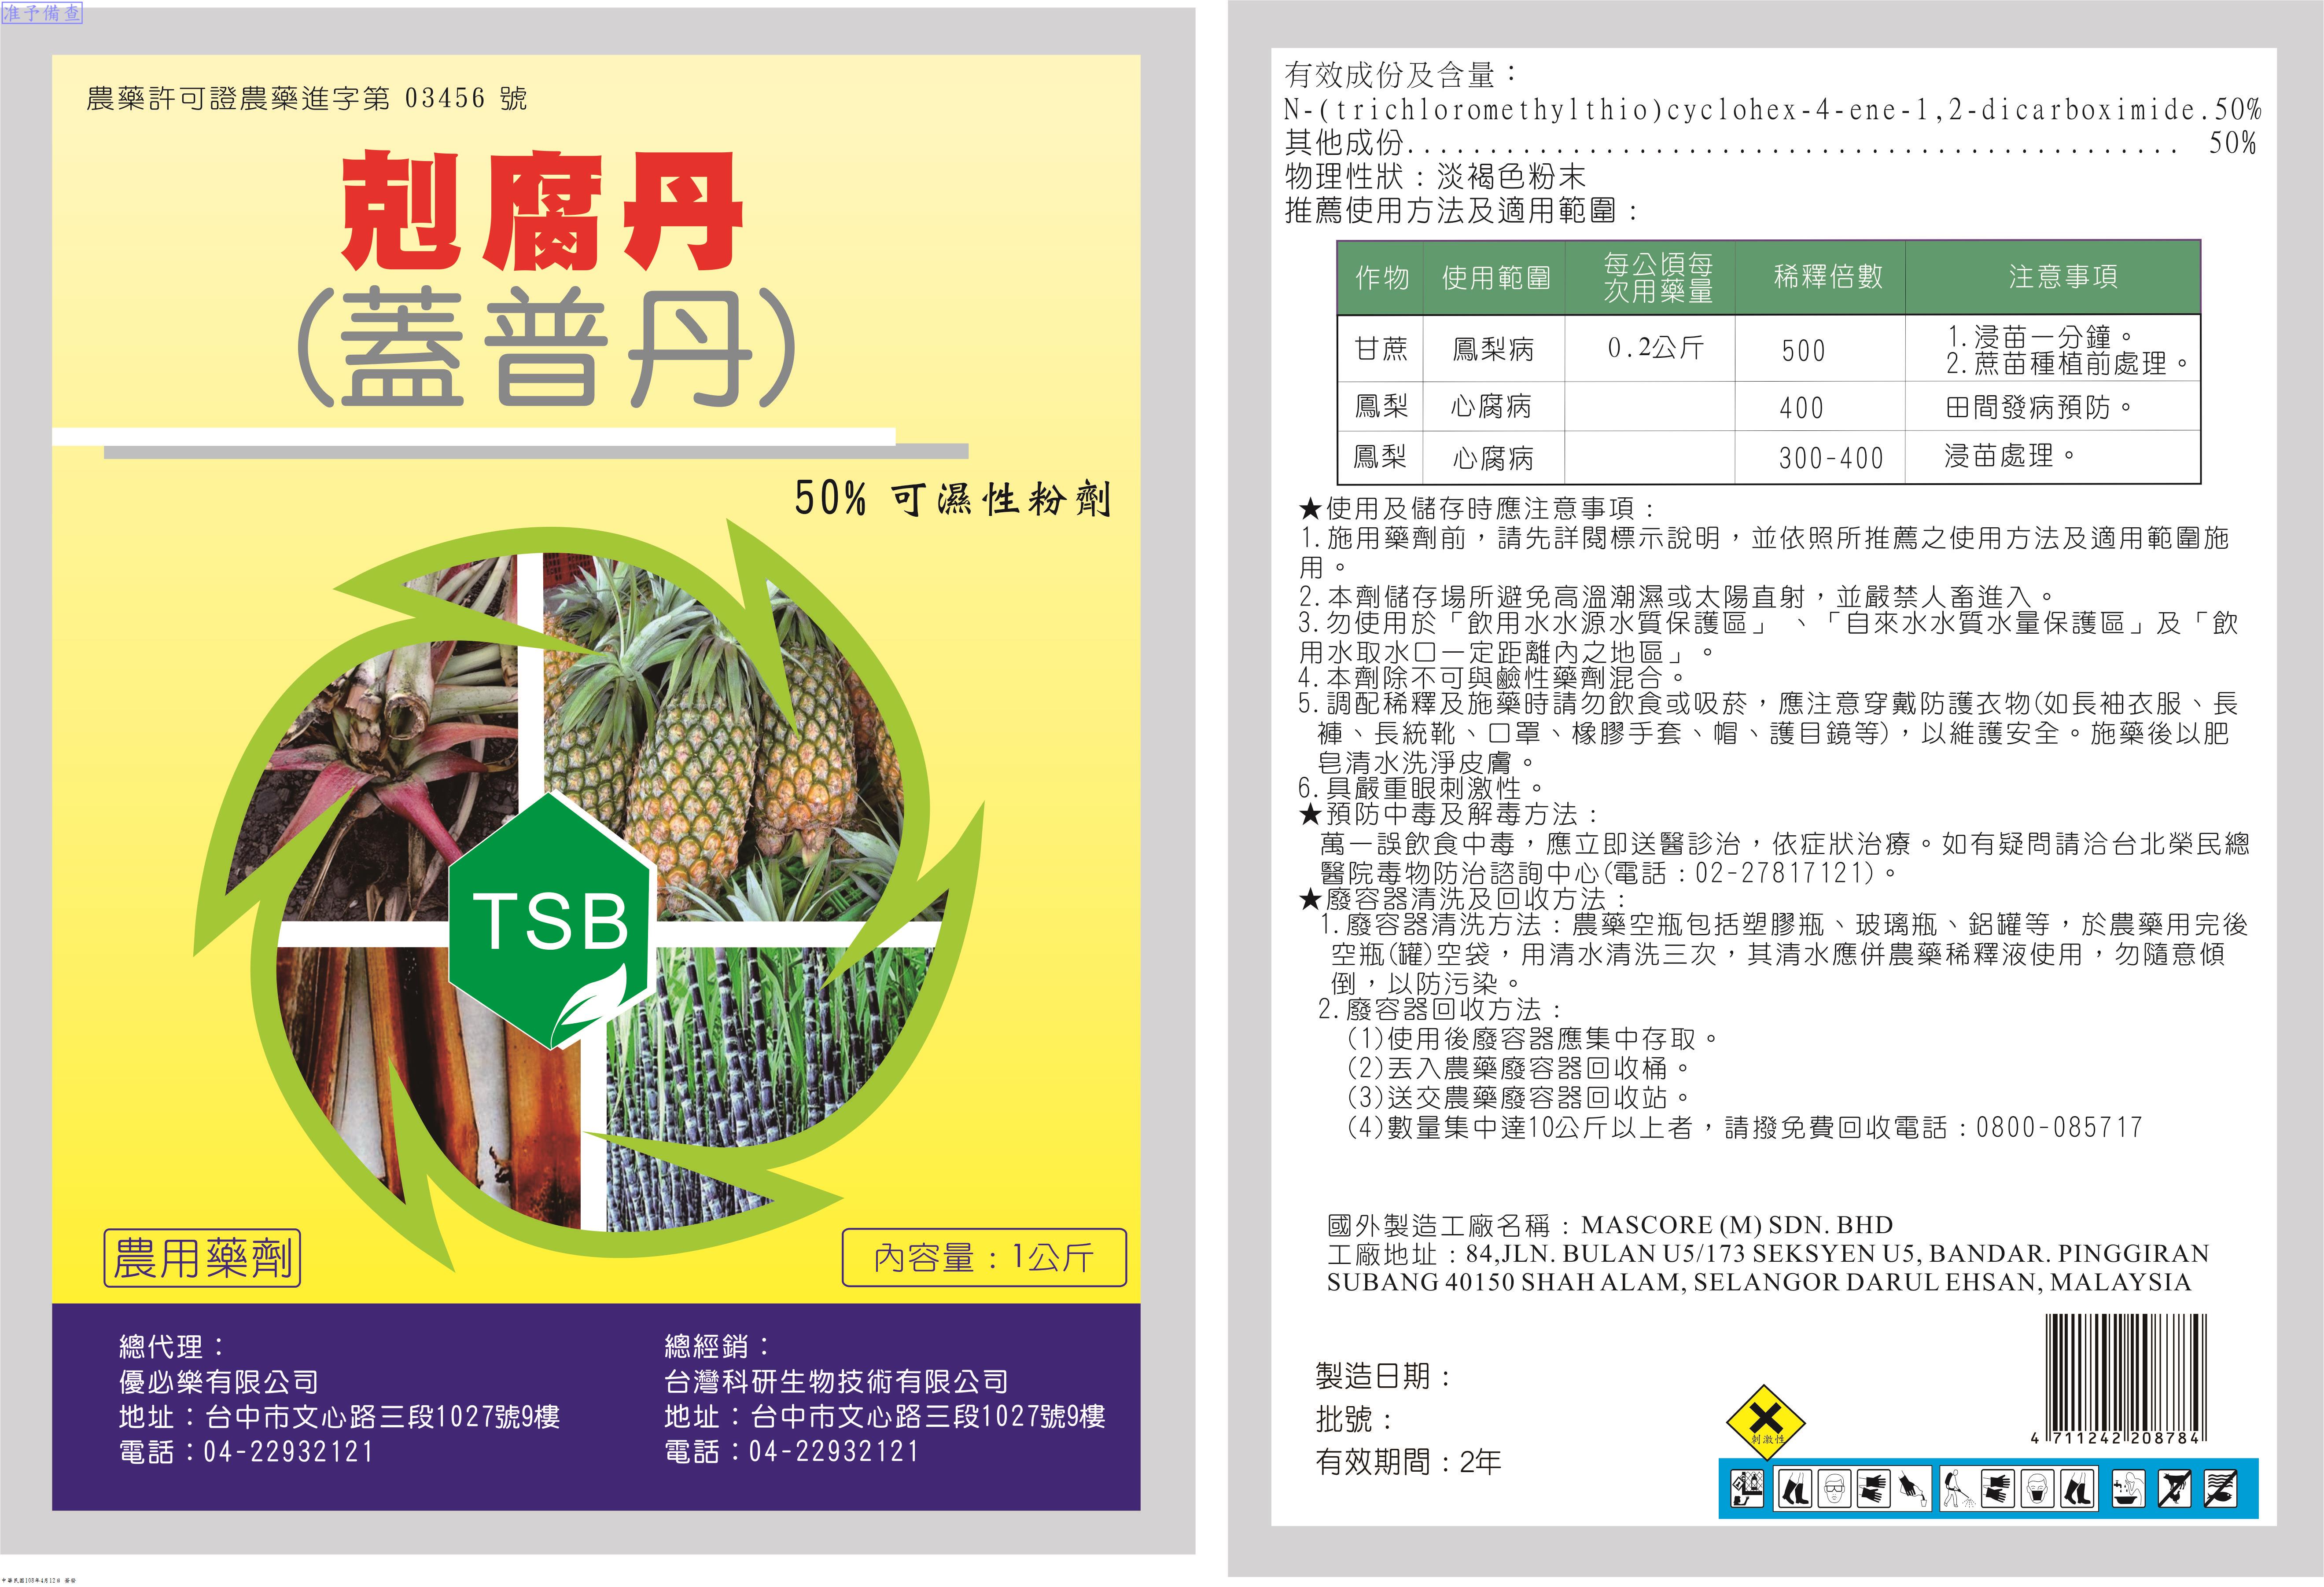 准予備查
農藥許可證農藥進字第 03456 號
剋腐丹
(蓋普丹)
50% 可濕性粉劑
TSB
農用藥劑
內容量：1公斤
總代理：
優必樂有限公司
地址：台中市文心路三段1027號9樓
電話：04-22932121
總經銷：
台灣科研生物技術有限公司
地址：台中市文心路三段1027號9樓
電話：04-22932121
有效成份及含量：
N-(trichloromethylthio)cyclohex-4-ene-1,2-dicarboximide.50%
其他成份................................................ 50%
物理性狀：淡褐色粉末
推薦使用方法及適用範圍：
作物 使用範圍 每公頃每次用藥量 稀釋倍數 注意事項
甘蔗 鳳梨病 0.2公斤 500 1.浸苗一分鐘。
2.蔗苗種植前處理。
鳳梨 心腐病 400 田間發病預防。
鳳梨 心腐病 300-400 浸苗處理。
★使用及儲存時應注意事項：
1.施用藥劑前，請先詳閱標示說明，並依照所推薦之使用方法及適用範圍施
用。
2.本劑儲存場所避免高溫潮濕或太陽直射，並嚴禁人畜進入。
3.勿使用於「飲用水水源水質保護區」、「自來水水質水量保護區」及「飲
用水取水口一定距離內之地區」。
4.本劑除不可與鹼性藥劑混合。
5.調配稀釋及施藥時請勿飲食或吸菸，應注意穿戴防護衣物(如長袖衣服、長
褲、長統靴、口罩、橡膠手套、帽、護目鏡等)，以維護安全。施藥後以肥
皂清水洗淨皮膚。
6.具嚴重眼刺激性。
★預防中毒及解毒方法：
萬一誤飲食中毒，應立即送醫診治，依症狀治療。如有疑問請洽台北榮民總
醫院毒物防治諮詢中心(電話：02-27817121)。
★廢容器清洗及回收方法：
1.廢容器清洗方法：農藥空瓶包括塑膠瓶、玻璃瓶、鋁罐等，於農藥用完後
空瓶(罐)空袋，用清水清洗三次，其清水應併農藥稀釋液使用，勿隨意傾
倒，以防污染。
2.廢容器回收方法：
(1)使用後廢容器應集中存取。
(2)丟入農藥廢容器回收桶。
(3)送交農藥廢容器回收站。
(4)數量集中達10公斤以上者，請撥免費回收電話：0800-085717
國外製造工廠名稱：MASCORE (M) SDN. BHD
工廠地址：84,JLN. BULAN U5/173 SEKSYEN U5, BANDAR. PINGGIRAN
SUBANG 40150 SHAH ALAM, SELANGOR DARUL EHSAN, MALAYSIA
製造日期：
批號：
有效期間：2年
刺激性
4 711242 208784